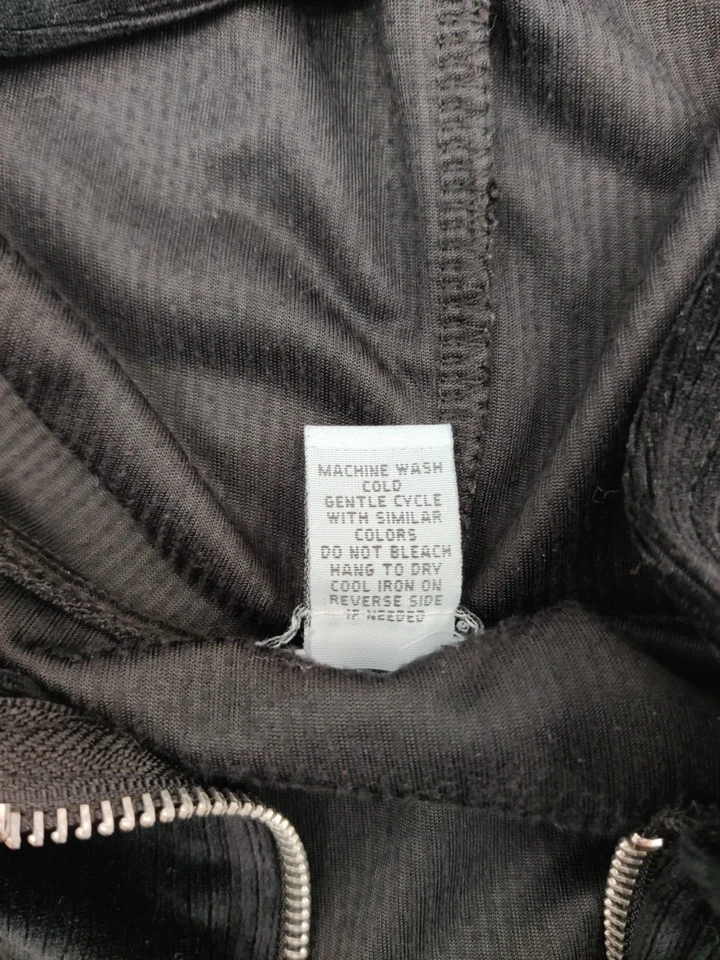 MACHINE WASH
COLD
GENTLE CYCLE
WITH SIMILAR
COLORS
DO NOT BLEACH
HANG TO DRY
COOL IRON ON
REVERSE SIDE
IF NEEDED